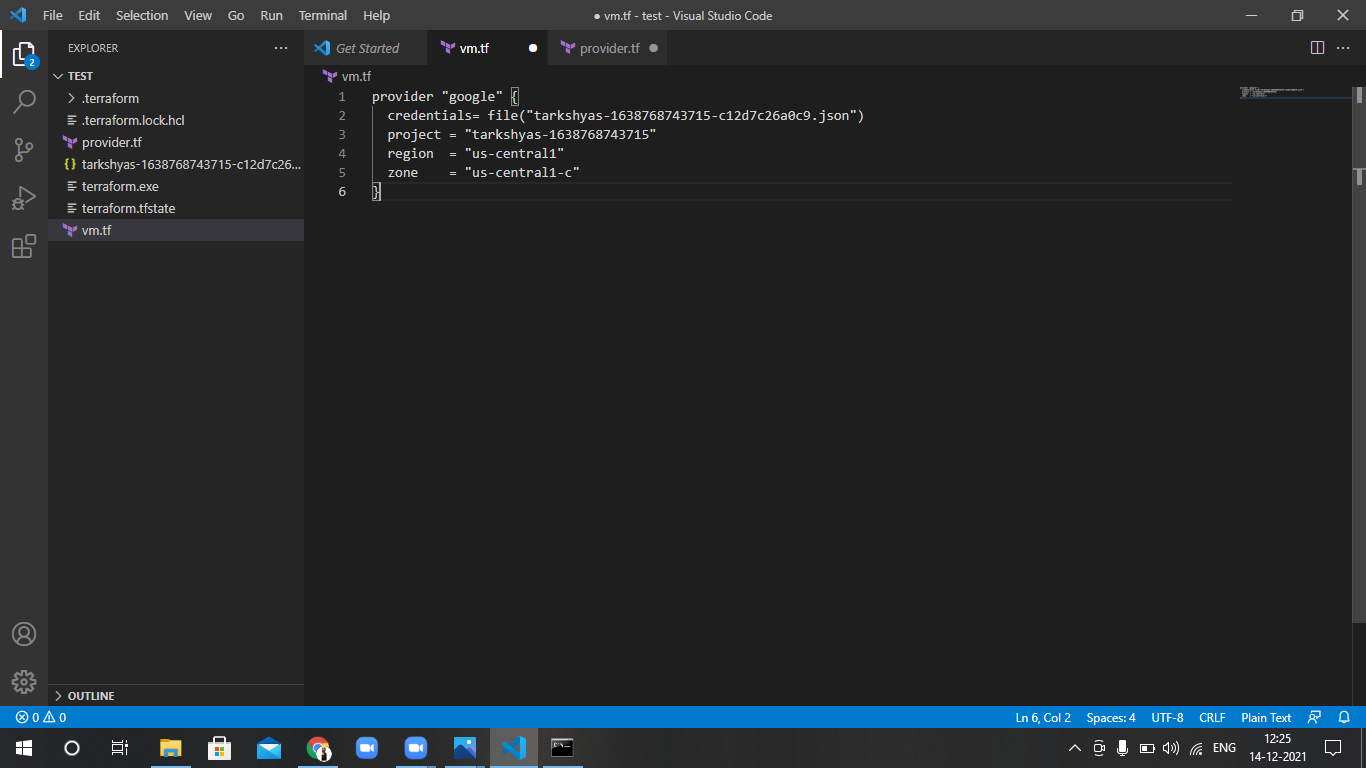 File Edit Selection View Go Run Terminal Help
● vm.tf - test - Visual Studio Code
EXPLORER
Get Started
vm.tf
provider.tf
2
TEST
vm.tf
.terraform
.terraform.lock.hcl
provider.tf
tarkshyas-1638768743715-c12d7c26...
terraform.exe
terraform.tfstate
vm.tf
1 provider "google" {
2 credentials= file("tarkshyas-1638768743715-c12d7c26a0c9.json")
3 project = "tarkshyas-1638768743715"
4 region  = "us-central1"
5 zone    = "us-central1-c"
6 }
OUTLINE
0 0
Ln 6, Col 2 Spaces: 4 UTF-8 CRLF Plain Text
ENG
12:25
14-12-2021